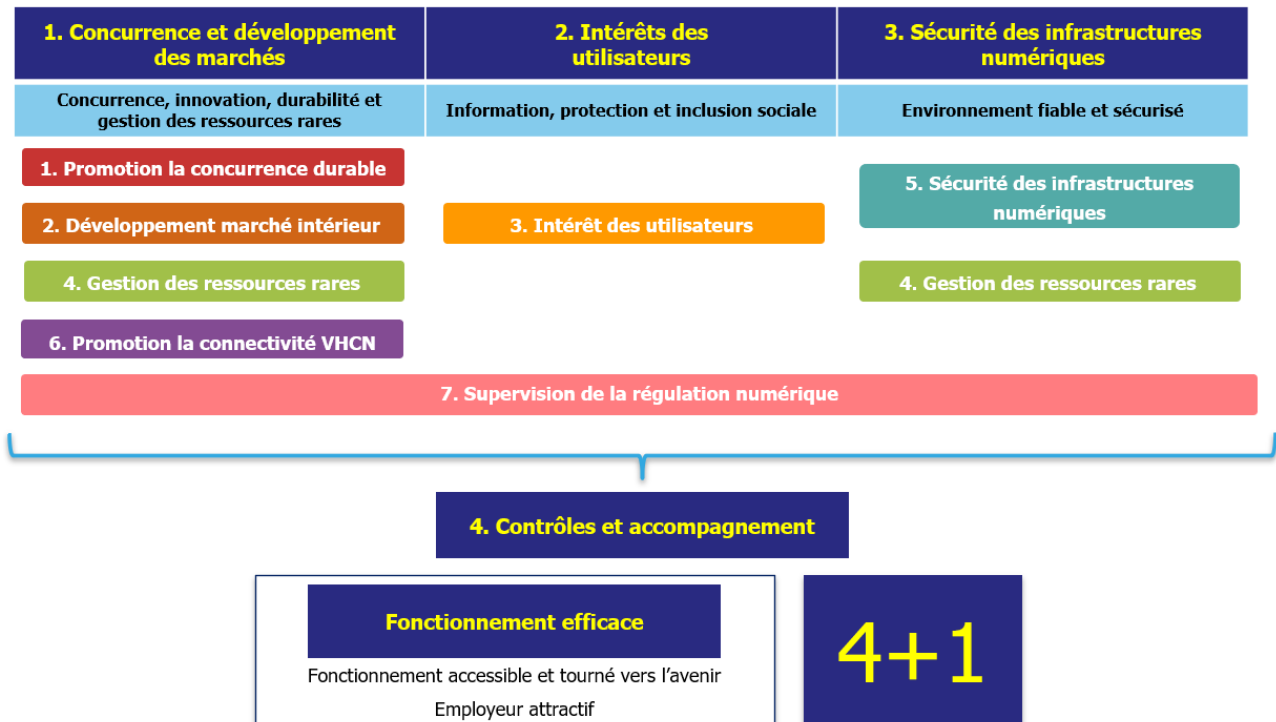 1. Concurrence et développement
des marchés
2. Intérêts des
utilisateurs
3. Sécurité des infrastructures
numériques
Concurrence, innovation, durabilité et
gestion des ressources rares
Information, protection et inclusion sociale
Environnement fiable et sécurisé
1. Promotion la concurrence durable
2. Développement marché intérieur
4. Gestion des ressources rares
6. Promotion la connectivité VHCN
3. Intérêt des utilisateurs
5. Sécurité des infrastructures
numériques
4. Gestion des ressources rares
7. Supervision de la régulation numérique
4. Contrôles et accompagnement
Fonctionnement efficace
Fonctionnement accessible et tourné vers l’avenir
Employeur attractif
4+1